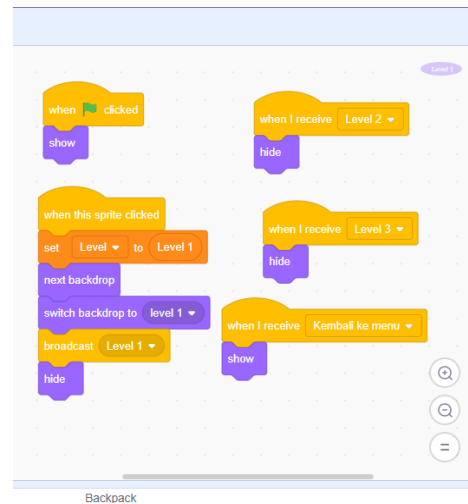 Level 1
when clicked
show
when I receive Level 2
hide
when this sprite clicked
set Level to Level 1
next backdrop
switch backdrop to level 1
broadcast Level 1
hide
when I receive Level 3
hide
when I receive Kembali ke menu
show
=
Backpack